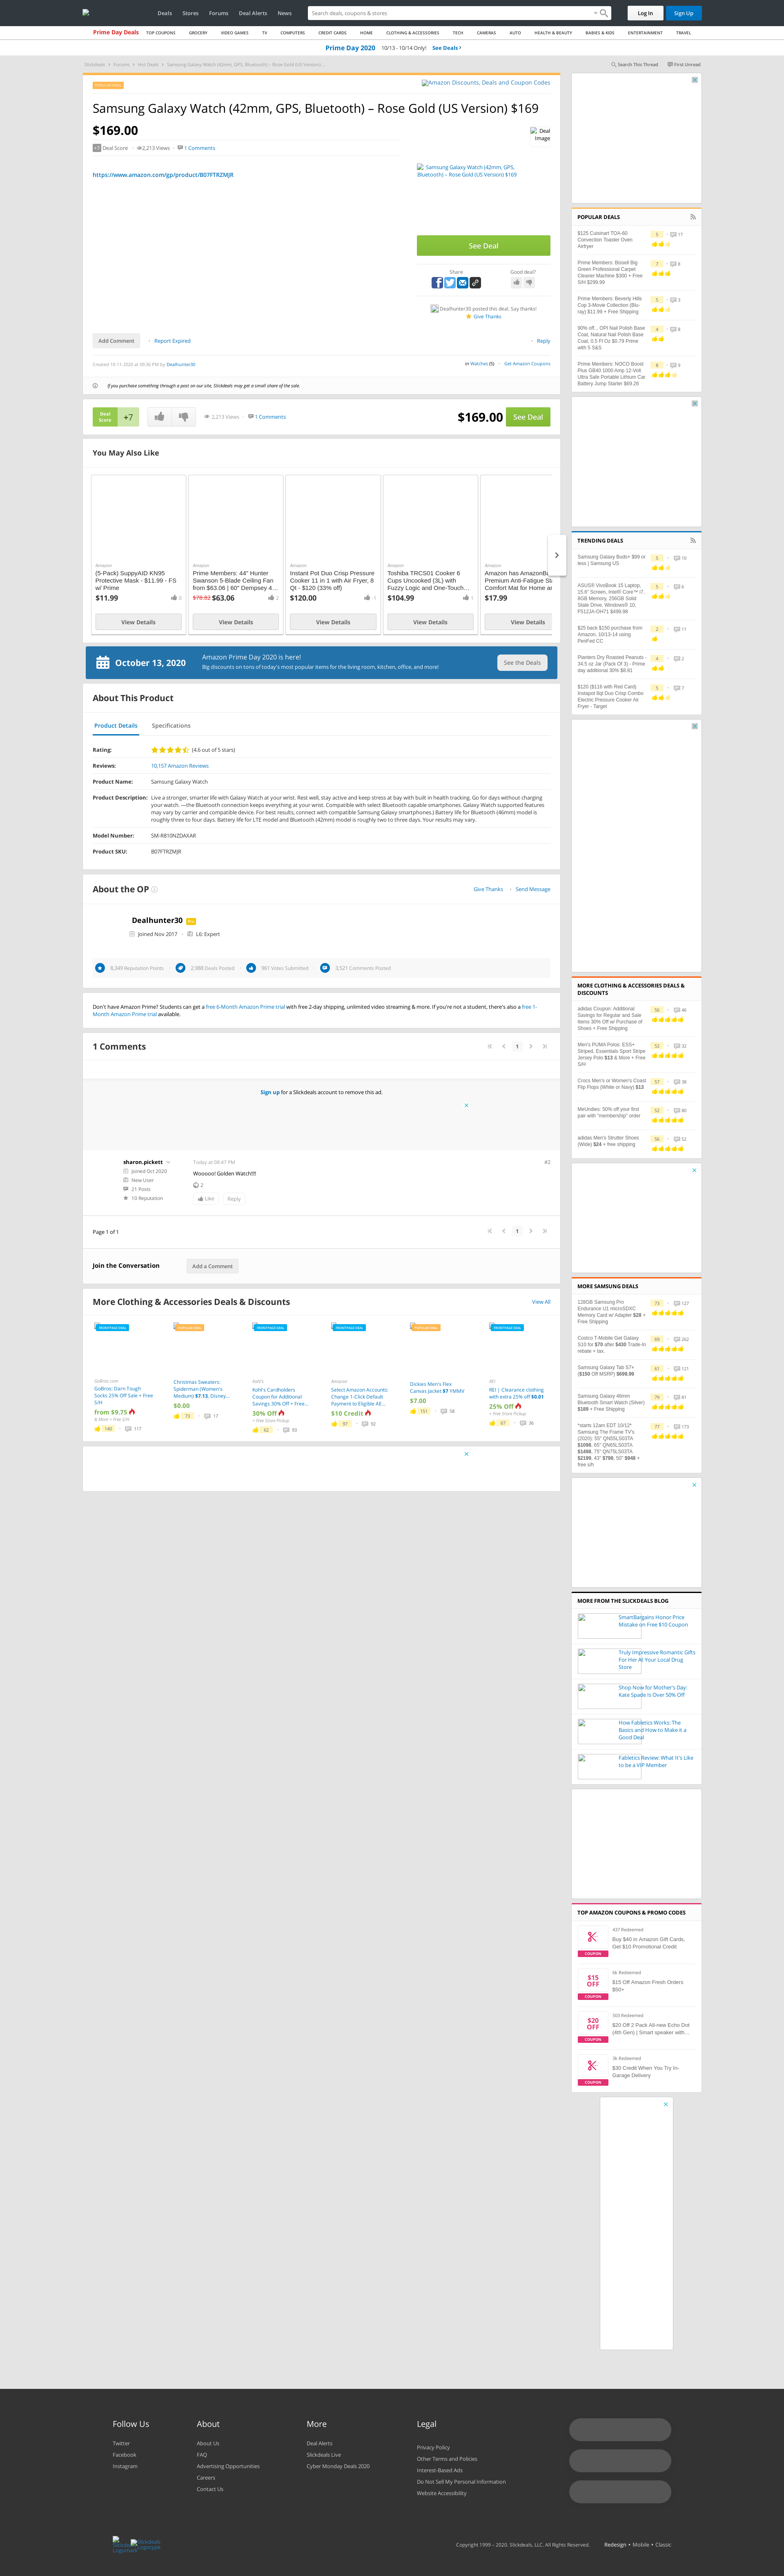 Deals
Stores
Forums
Deal Alerts
News
Search deals, coupons & stores
Log In
Sign Up
Prime Day Deals
TOP COUPONS
GROCERY
VIDEO GAMES
TV
COMPUTERS
CREDIT CARDS
HOME
CLOTHING & ACCESSORIES
TECH
CAMERAS
AUTO
HEALTH & BEAUTY
BABIES & KIDS
ENTERTAINMENT
TRAVEL
Prime Day 2020 10/13 - 10/14 Only! See Deals
Slickdeals > Forums > Hot Deals > Samsung Galaxy Watch (42mm, GPS, Bluetooth) – Rose Gold (US Version) ...
Search This Thread
First Unread
POPULAR DEAL
Amazon Discounts, Deals and Coupon Codes
Samsung Galaxy Watch (42mm, GPS, Bluetooth) – Rose Gold (US Version) $169
$169.00
+7 Deal Score
2,213 Views
1 Comments
Deal Image
https://www.amazon.com/gp/product/B07FTRZMJR
Samsung Galaxy Watch (42mm, GPS, Bluetooth) – Rose Gold (US Version) $169
See Deal
Share
Good deal?
Dealhunter30 posted this deal. Say thanks!
Give Thanks
Add Comment
Report Expired
Reply
Created 10-11-2020 at 09:30 PM by Dealhunter30
Watches (5)
Get Amazon Coupons
If you purchase something through a post on our site, Slickdeals may get a small share of the sale.
Deal Score +7
2,213 Views
1 Comments
$169.00
See Deal
You May Also Like
Amazon
(5-Pack) SuppyAID KN95 Protective Mask - $11.99 - FS w/ Prime
$11.99
0
View Details
Amazon
Prime Members: 44" Hunter Swanson 5-Blade Ceiling Fan from $63.06 | 60" Dempsey 4...
$78.82 $63.06
2
View Details
Amazon
Instant Pot Duo Crisp Pressure Cooker 11 in 1 with Air Fryer, 8 Qt - $120 (33% off)
$120.00
-1
View Details
Amazon
Toshiba TRCS01 Cooker 6 Cups Uncooked (3L) with Fuzzy Logic and One-Touch...
$104.99
1
View Details
Amazon
Amazon has AmazonBa
Premium Anti-Fatigue Sta
Comfort Mat for Home an
$17.99
View Details
October 13, 2020
Amazon Prime Day 2020 is here!
Big discounts on tons of today's most popular items for the living room, kitchen, office, and more!
See the Deals
About This Product
Product Details
Specifications
Rating: (4.6 out of 5 stars)
Reviews: 10,157 Amazon Reviews
Product Name: Samsung Galaxy Watch
Product Description: Live a stronger, smarter life with Galaxy Watch at your wrist. Rest well, stay active and keep stress at bay with built in health tracking. Go for days without charging your watch. —the Bluetooth connection keeps everything at your wrist. Compatible with select Bluetooth capable smartphones. Galaxy Watch supported features may vary by carrier and compatible device. For best results, connect with compatible Samsung Galaxy smartphones.) Battery life for Bluetooth (46mm) model is roughly three to four days. Battery life for LTE model and Bluetooth (42mm) model is roughly two to three days. Your results may vary.
Model Number: SM-R810NZDAXAR
Product SKU: B07FTRZMJR
About the OP
Give Thanks
Send Message
Dealhunter30
Joined Nov 2017
L6: Expert
8,349 Reputation Points
2,988 Deals Posted
961 Votes Submitted
3,521 Comments Posted
Don't have Amazon Prime? Students can get a free 6-Month Amazon Prime trial with free 2-day shipping, unlimited video streaming & more. If you're not a student, there's also a free 1-Month Amazon Prime trial available.
1 Comments
1
Sign up for a Slickdeals account to remove this ad.
sharon.pickett
Joined Oct 2020
New User
21 Posts
10 Reputation
Today at 08:47 PM
#2
Wooooo! Golden Watch!!!!
2
Like
Reply
Page 1 of 1
1
Join the Conversation
Add a Comment
More Clothing & Accessories Deals & Discounts
View All
FRONTPAGE DEAL
GoBros.com
GoBros: Darn Tough Socks 25% Off Sale + Free S/H
from $9.75
& More + Free S/H
140
117
POPULAR DEAL
Christmas Sweaters: Spiderman (Women's Medium) $7.13, Disney...
$0.00
73
17
FRONTPAGE DEAL
Kohl's
Kohl's Cardholders Coupon for Additional Savings 30% Off + Free...
30% Off
+ Free Store Pickup
62
93
FRONTPAGE DEAL
Amazon
Select Amazon Accounts: Change 1-Click Default Payment to Eligible AE...
$10 Credit
97
92
POPULAR DEAL
Dickies Men's Flex Canvas Jacket $7 YMMV
$7.00
151
58
FRONTPAGE DEAL
REI
REI | Clearance clothing with extra 25% off $0.01
25% Off
+ Free Store Pickup
67
36
POPULAR DEALS
$125 Cuisinart TOA-60 Convection Toaster Oven Airfryer
5
17
Prime Members: Bissell Big Green Professional Carpet Cleaner Machine $300 + Free S/H $299.99
7
8
Prime Members: Beverly Hills Cop 3-Movie Collection (Blu-ray) $11.99 + Free Shipping
5
3
90% off... OPI Nail Polish Base Coat, Natural Nail Polish Base Coat, 0.5 Fl Oz $0.79 Prime with 5 S&S
4
8
Prime Members: NOCO Boost Plus GB40 1000 Amp 12-Volt Ultra Safe Portable Lithium Car Battery Jump Starter $69.26
6
9
TRENDING DEALS
Samsung Galaxy Buds+ $99 or less | Samsung US
5
10
ASUS® VivoBook 15 Laptop, 15.6" Screen, Intel® Core™ i7, 8GB Memory, 256GB Solid State Drive, Windows® 10, F512JA-OH71 $499.98
5
6
$25 back $150 purchase from Amazon. 10/13-14 using PenFed CC
2
11
Planters Dry Roasted Peanuts - 34.5 oz Jar (Pack Of 3) - Prime day additional 30% $8.81
4
2
$120 ($116 with Red Card) Instapot 8qt Duo Crisp Combo Electric Pressure Cooker Air Fryer - Target
5
7
MORE CLOTHING & ACCESSORIES DEALS & DISCOUNTS
adidas Coupon: Additional Savings for Regular and Sale Items 30% Off w/ Purchase of Shoes + Free Shipping
56
46
Men's PUMA Polos: ESS+ Striped, Essentials Sport Stripe Jersey Polo $13 & More + Free S/H
52
32
Crocs Men's or Women's Coast Flip Flops (White or Navy) $13
57
38
MeUndies: 50% off your first pair with "membership" order
52
80
adidas Men's Strutter Shoes (Wide) $24 + free shipping
56
52
MORE SAMSUNG DEALS
128GB Samsung Pro Endurance U1 microSDXC Memory Card w/ Adapter $28 + Free Shipping
73
127
Costco T-Mobile Get Galaxy S10 for $70 after $430 Trade-In rebate + tax.
69
262
Samsung Galaxy Tab S7+ ($150 Off MSRP) $699.99
61
121
Samsung Galaxy 46mm Bluetooth Smart Watch (Silver) $189 + Free Shipping
79
81
*starts 12am EDT 10/12* Samsung The Frame TV's (2020): 55" QN55LS03TA $1098, 65" QN65LS03TA $1498, 75" QN75LS03TA $2199, 43" $798, 50" $948 + free s/h
77
173
MORE FROM THE SLICKDEALS BLOG
SmartBargains Honor Price Mistake on Free $10 Coupon
Truly Impressive Romantic Gifts For Her At Your Local Drug Store
Shop Now for Mother's Day: Kate Spade Is Over 50% Off
How Fabletics Works: The Basics and How to Make it a Good Deal
Fabletics Review: What It's Like to be a VIP Member
TOP AMAZON COUPONS & PROMO CODES
COUPON
437 Redeemed
Buy $40 in Amazon Gift Cards, Get $10 Promotional Credit
$15 OFF
COUPON
6k Redeemed
$15 Off Amazon Fresh Orders $50+
$20 OFF
COUPON
503 Redeemed
$20 Off 2 Pack All-new Echo Dot (4th Gen) | Smart speaker with...
COUPON
3k Redeemed
$30 Credit When You Try In-Garage Delivery
Follow Us
Twitter
Facebook
Instagram
About
About Us
FAQ
Advertising Opportunities
Careers
Contact Us
More
Deal Alerts
Slickdeals Live
Cyber Monday Deals 2020
Legal
Privacy Policy
Other Terms and Policies
Interest-Based Ads
Do Not Sell My Personal Information
Website Accessibility
Slickdeals Logomark
Slickdeals Logotype
Copyright 1999 – 2020. Slickdeals, LLC. All Rights Reserved.
Redesign • Mobile • Classic